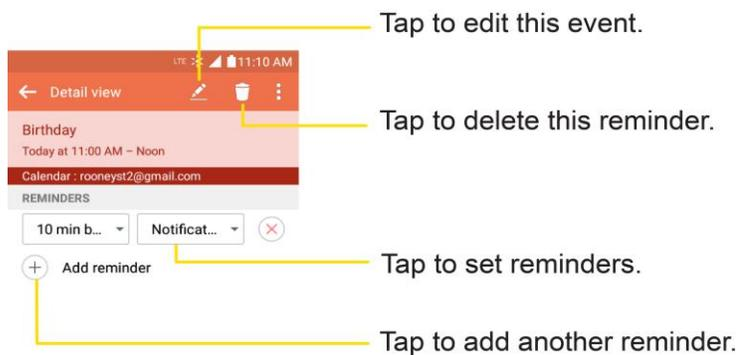 Tap to edit this event.
LTE 11:10 AM
Detail view
Tap to delete this reminder.
Birthday
Today at 11:00 AM – Noon
Calendar : rooneyst2@gmail.com
REMINDERS
10 min b... Notificat...
Add reminder
Tap to set reminders.
Tap to add another reminder.